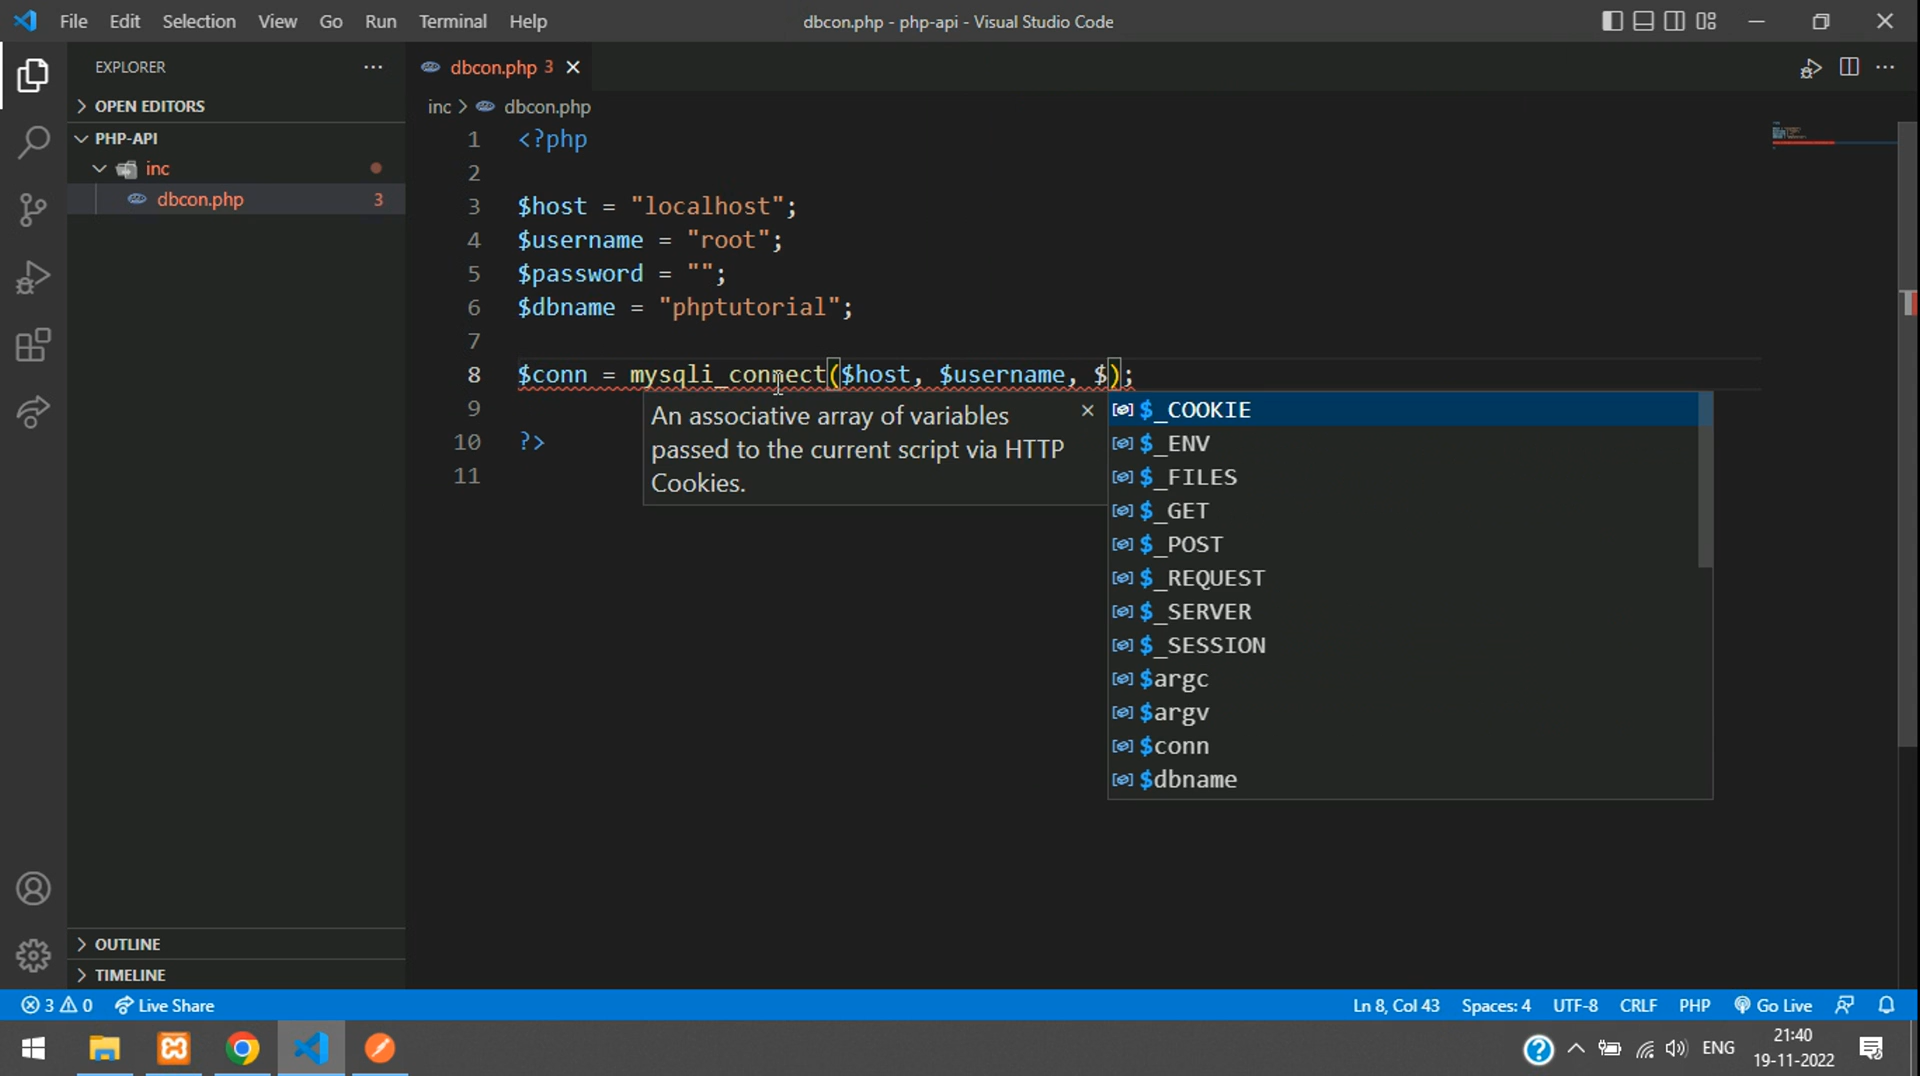 File Edit Selection View Go Run Terminal Help
dbcon.php - php-api - Visual Studio Code
EXPLORER
OPEN EDITORS
PHP-API
inc
dbcon.php 3
OUTLINE
TIMELINE
dbcon.php 3
inc > dbcon.php
1 <?php
2
3 $host = "localhost";
4 $username = "root";
5 $password = "";
6 $dbname = "phptutorial";
7
8 $conn = mysqli_connect($host, $username, $);
9
10 ?>
11
An associative array of variables
passed to the current script via HTTP
Cookies.
$_COOKIE
$_ENV
$_FILES
$_GET
$_POST
$_REQUEST
$_SERVER
$_SESSION
$argc
$argv
$conn
$dbname
3 0 Live Share
Ln 8, Col 43 Spaces: 4 UTF-8 CRLF PHP Go Live
ENG
21:40
19-11-2022